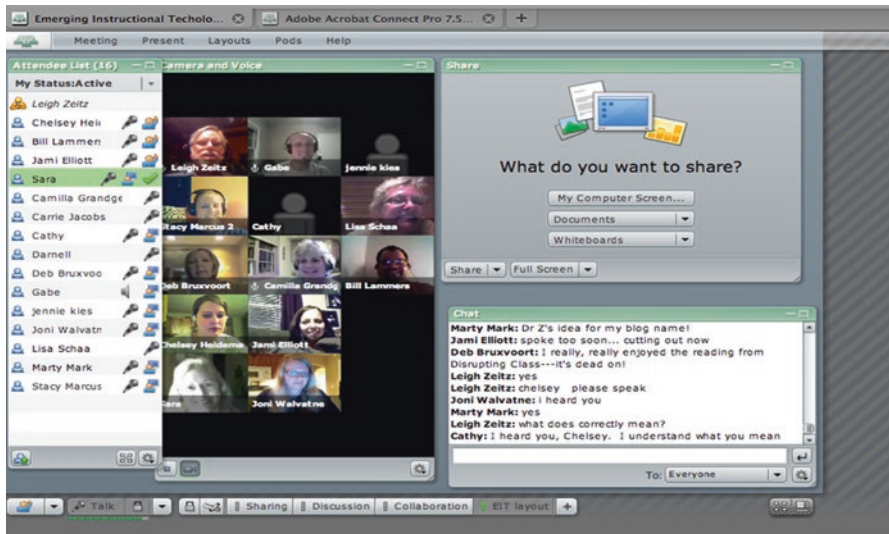 Emerging Instructional Techolo...
Adobe Acrobat Connect Pro 7.5...
+
Meeting Present Layouts Pods Help
Attendee List (16)
My Status:Active
Leigh Zeitz
Chelsey Hei
Bill Lammen
Jami Elliott
Sara
Camilla Grandge
Carrie Jacobs
Cathy
Darnell
Deb Bruxvoo
Gabe
jennie kies
Joni Walvatn
Lisa Schaa
Marty Mark
Stacy Marcus
Camera and Voice
Leigh Zeitz
Gabe
jennie kies
Stacy Marcus 2
Cathy
Lisa Schaa
Deb Bruxvoort
Camilla Grandg
Bill Lammers
Chelsey Heidema
Jami Elliott
Sara
Joni Walvatne
Share
What do you want to share?
My Computer Screen...
Documents
Whiteboards
Share Full Screen
Chat
Marty Mark: Dr Z's idea for my blog name!
Jami Elliott: spoke too soon... cutting out now
Deb Bruxvoort: I really, really enjoyed the reading from
Disrupting Class---it's dead on!
Leigh Zeitz: yes
Leigh Zeitz: chelsey please speak
Joni Walvatne: i heard you
Marty Mark: yes
Leigh Zeitz: what does correctly mean?
Cathy: I heard you, Chelsey. I understand what you mean
To: Everyone
Talk
Sharing Discussion Collaboration EIT layout +